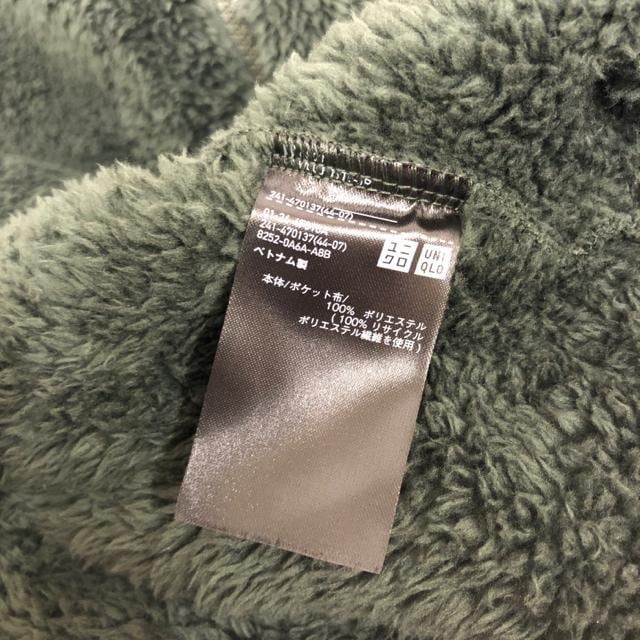 241-470137(44-07)
241-470137(44-07)
8252-0A6A-A8B
ベトナム製
ユニ
クロ
UNI
QLO
本体/ポケット布/
100% ポリエステル
(100% リサイクル
ポリエステル繊維を使用)